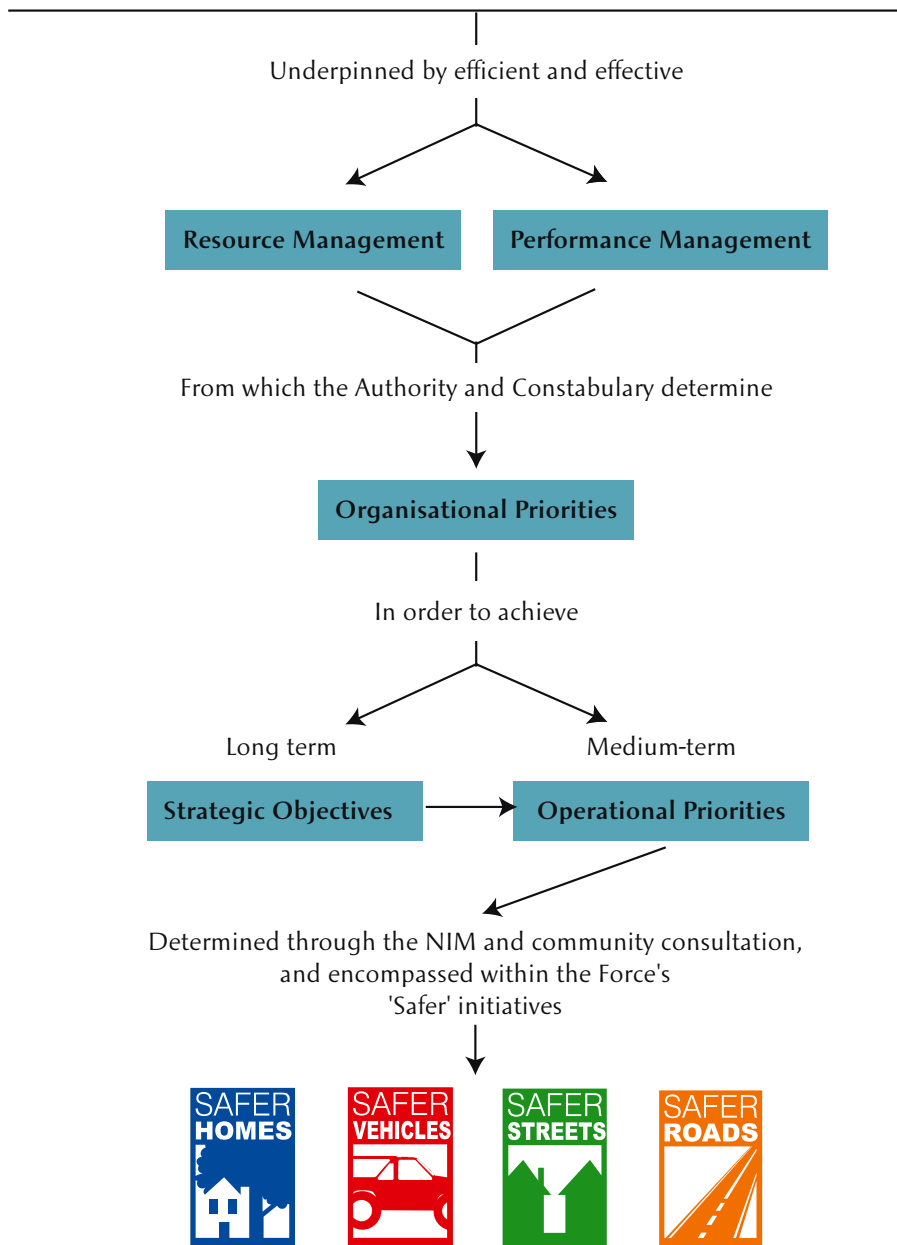 Underpinned by efficient and effective
Resource Management
Performance Management
From which the Authority and Constabulary determine
Organisational Priorities
In order to achieve
Long term
Medium-term
Strategic Objectives
Operational Priorities
Determined through the NIM and community consultation,
and encompassed within the Force's
'Safer' initiatives
SAFER
HOMES
SAFER
VEHICLES
SAFER
STREETS
SAFER
ROADS